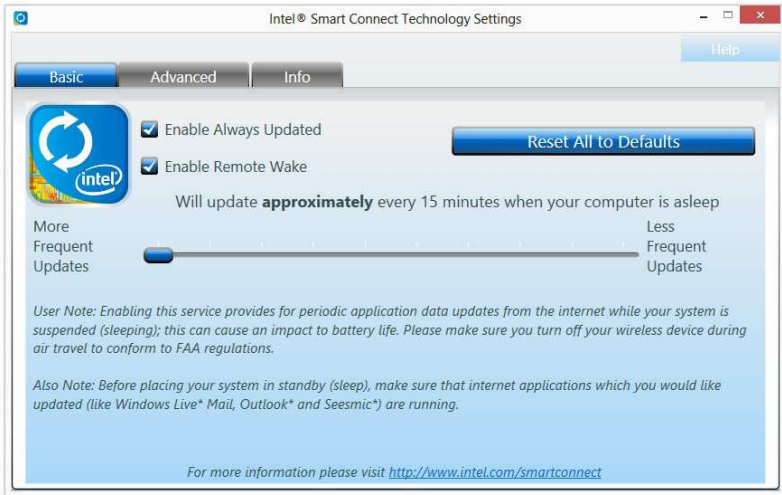 Intel® Smart Connect Technology Settings
Help
Basic
Advanced
Info
Enable Always Updated
Reset All to Defaults
Enable Remote Wake
(intel)
Will update approximately every 15 minutes when your computer is asleep
More
Frequent
Updates
Less
Frequent
Updates
User Note: Enabling this service provides for periodic application data updates from the internet while your system is
suspended (sleeping); this can cause an impact to battery life. Please make sure you turn off your wireless device during
air travel to conform to FAA regulations.
Also Note: Before placing your system in standby (sleep), make sure that internet applications which you would like
updated (like Windows Live* Mail, Outlook* and Seesmic*) are running.
For more information please visit http://www.intel.com/smartconnect